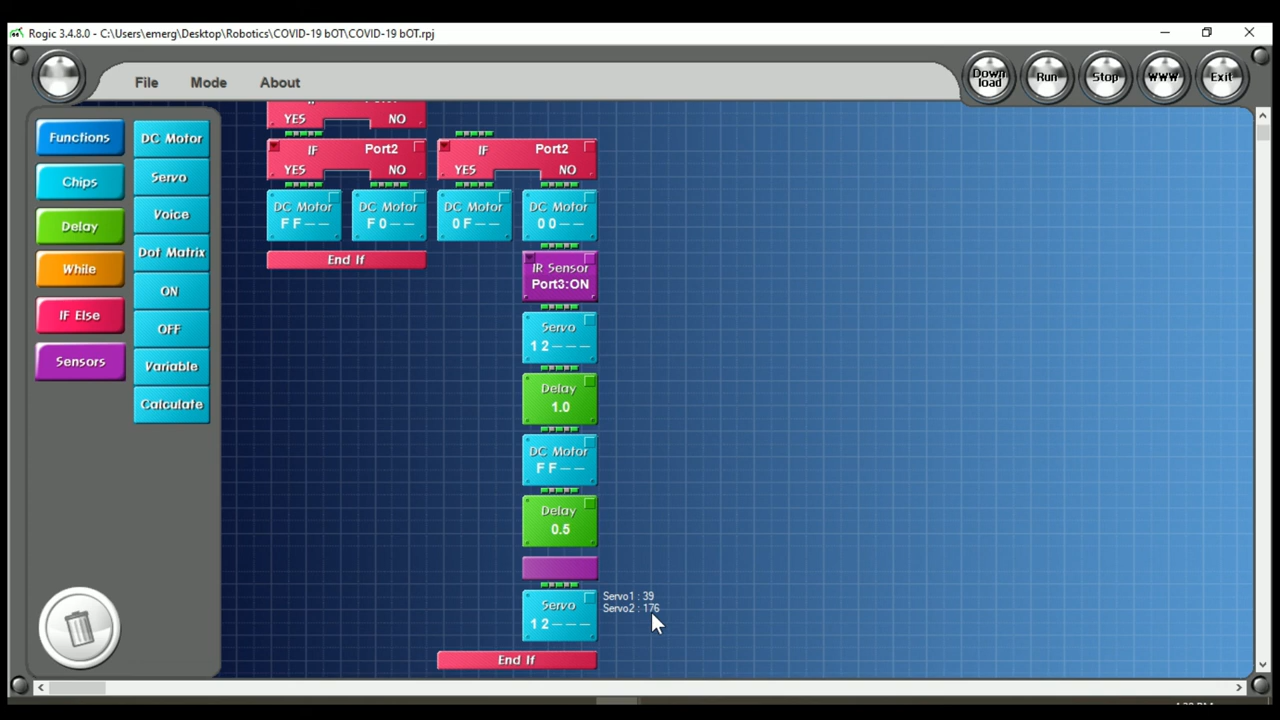 Rogic 3.4.8.0 - C:\Users\emerg\Desktop\Robotics\COVID-19 bOT\COVID-19 bOT.rpj
File Mode About
Down load Run Stop WWW Exit
Functions
Chips
Delay
While
IF Else
Sensors
DC Motor
Servo
Voice
Dot Matrix
ON
OFF
Variable
Calculate
YES NO
IF Port2
YES NO
IF Port2
YES NO
DC Motor
F F – –
DC Motor
F 0 – –
DC Motor
0 F – –
DC Motor
0 0 – –
End If
IR Sensor
Port3:ON
Servo
1 2 – – –
Delay
1.0
DC Motor
F F – –
Delay
0.5
Servo
1 2 – – –
Servo1 : 39
Servo2 : 176
End If